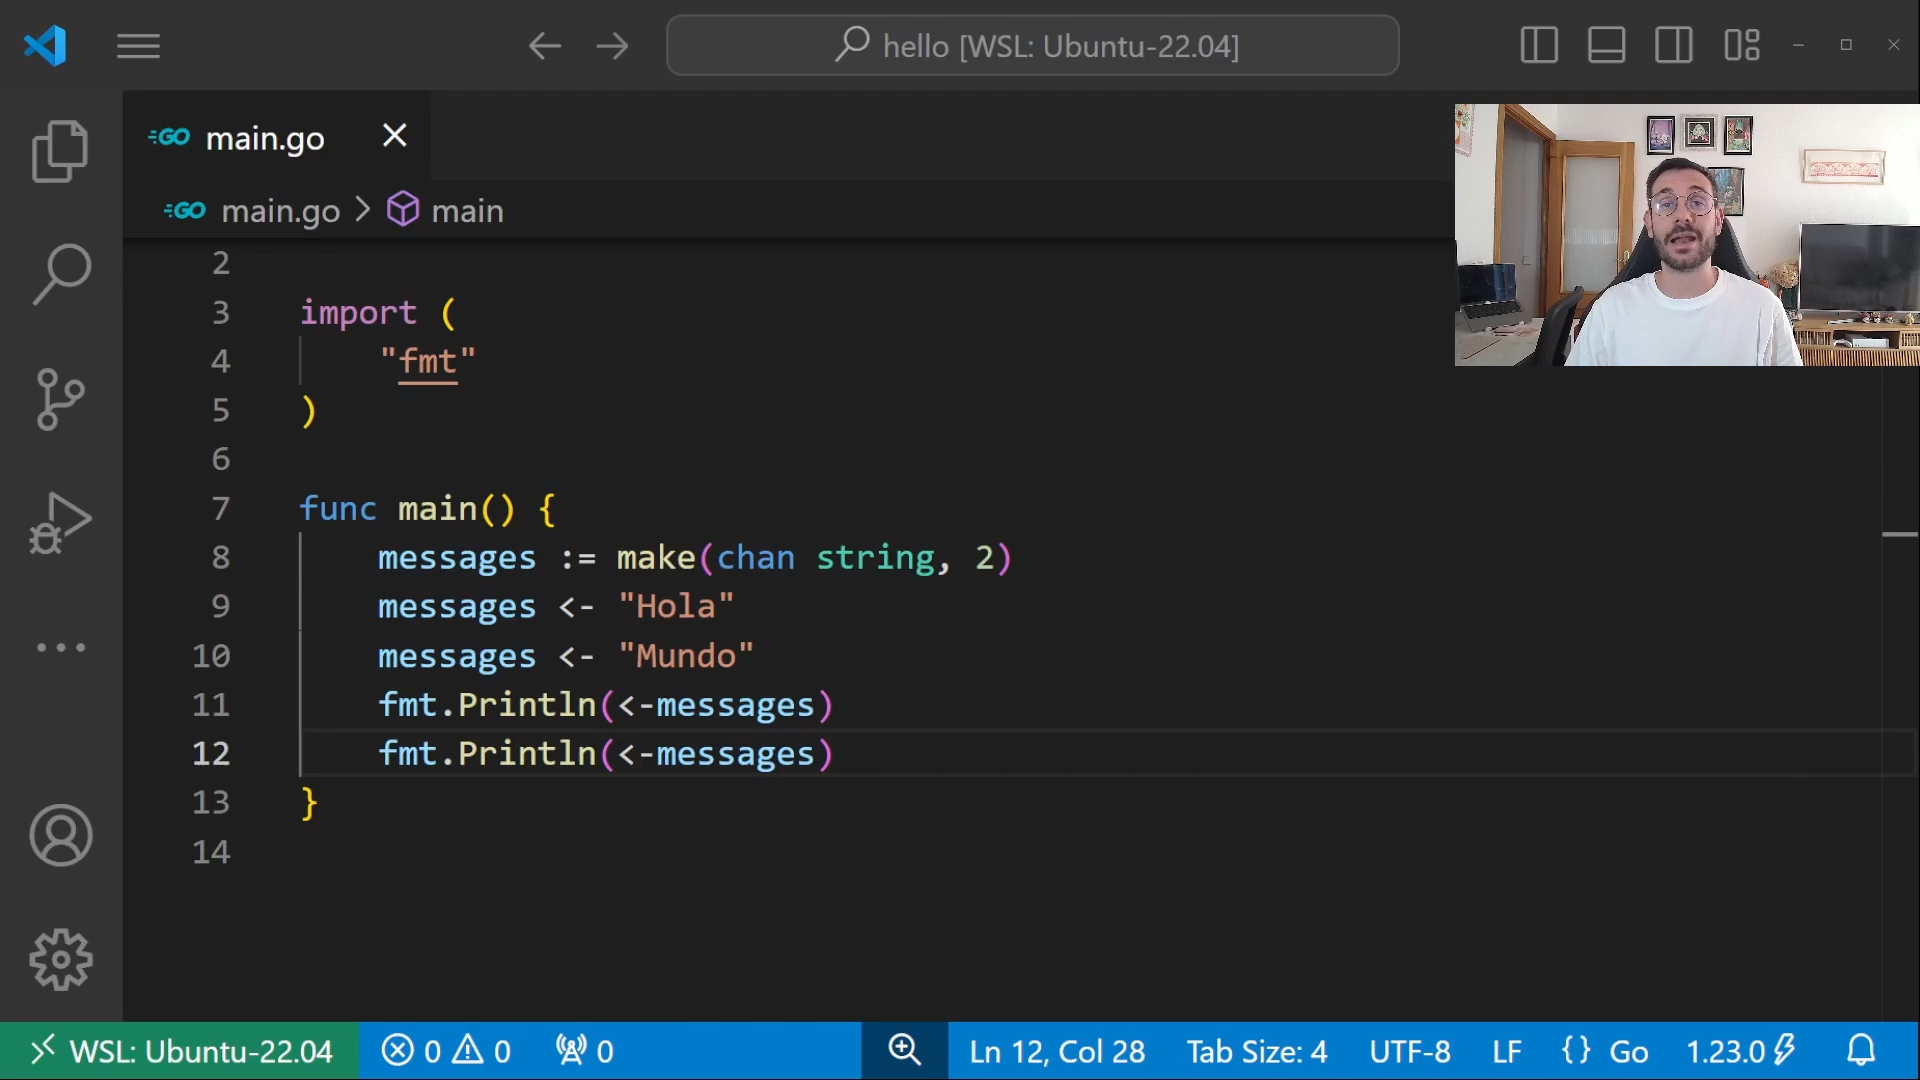 hello [WSL: Ubuntu-22.04]
GO main.go
GO main.go > main
2
3 import (
4 "fmt"
5 )
6
7 func main() {
8 messages := make(chan string, 2)
9 messages <- "Hola"
10 messages <- "Mundo"
11 fmt.Println(<-messages)
12 fmt.Println(<-messages)
13 }
14
WSL: Ubuntu-22.04 0 0 0 Ln 12, Col 28 Tab Size: 4 UTF-8 LF {} Go 1.23.0